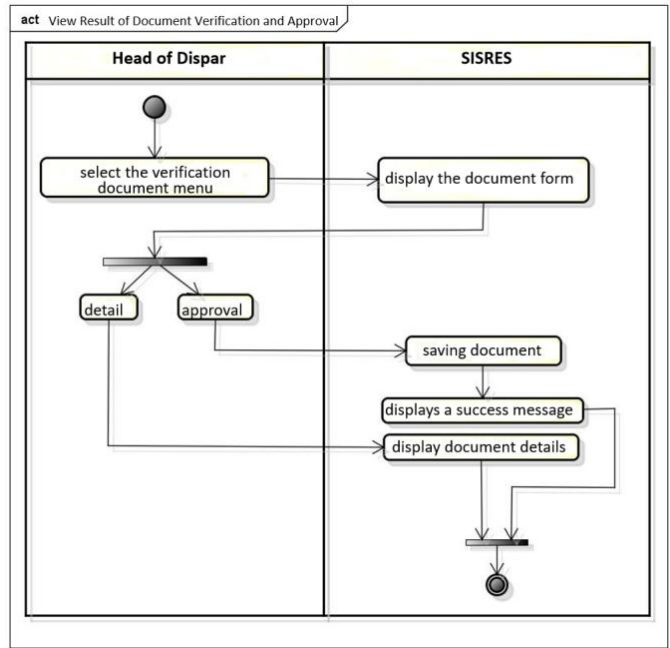 act View Result of Document Verification and Approval
Head of Dispar
SISRES
select the verification
document menu
display the document form
detail
approval
saving document
displays a success message
display document details